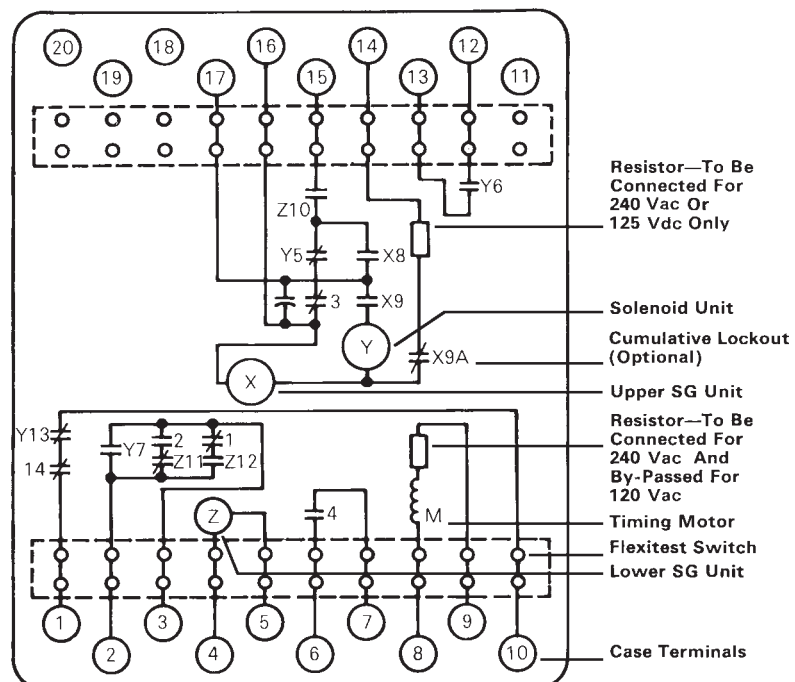 20
18
16
14
12
19
17
15
13
11
Y6
Resistor—To Be
Connected For
240 Vac Or
125 Vdc Only
Z10
Y5
X8
3
X9
Solenoid Unit
Y
Cumulative Lockout
(Optional)
X9A
X
Upper SG Unit
Resistor—To Be
Connected For
240 Vac And
By-Passed For
120 Vac
Y13
Y7
2
1
14
Z11
Z12
Z
4
M
Timing Motor
Flexitest Switch
Lower SG Unit
1
3
5
7
9
2
4
6
8
10
Case Terminals